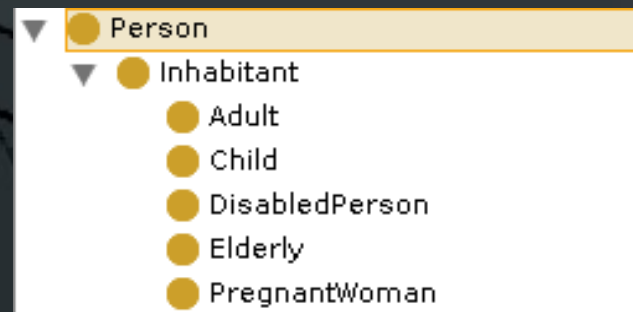 Person
Inhabitant
Adult
Child
DisabledPerson
Elderly
PregnantWoman